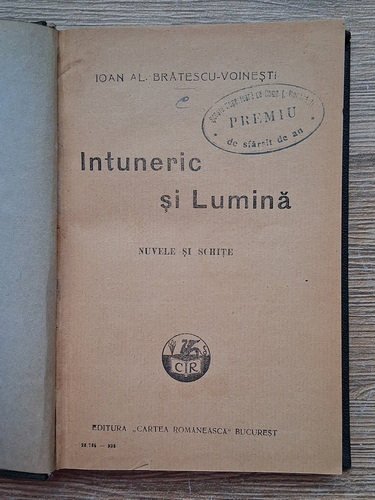 IOAN AL. BRĂTESCU-VOINEȘTI
PREMIU
de sfârșit de an
Intuneric
și Lumină
NUVELE ȘI SCHIȚE
CR
EDITURA „CARTEA ROMÂNEASCĂ" BUCUREȘT